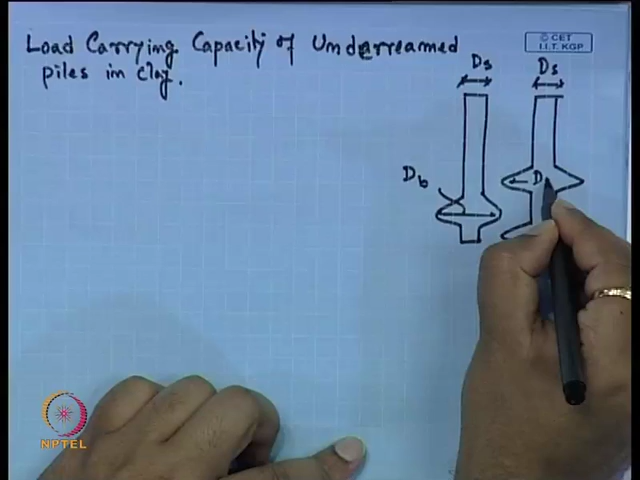 Load Carrying Capacity of Underreamed
piles in clay.
© CET
I.I.T. KGP
Ds
Ds
Db
D
NPTEL